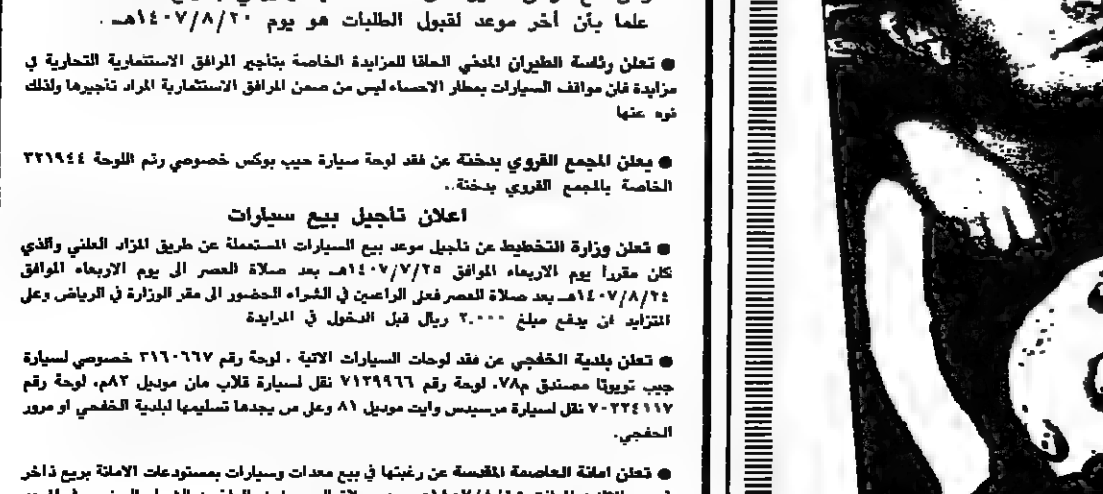 علما بأن أخر موعد لقبول الطلبات هو يوم ١٤٠٧/٨/٢٠هـ .
● تعلن رئاسة الطيران المدني الحاقا للمزايدة الخاصة بتأجير المرافق الاستثمارية التجارية في
مزايدة فان مواقف السيارات بمطار الاحساء ليس من ضمن المرافق الاستثمارية المراد تأجيرها ولذلك
نوه عنها
● يعلن المجمع القروي بدخنة عن فقد لوحة سيارة جيب بوكس خصوصي رقم اللوحة ٣٢١٩٤٤
الخاصة بالمجمع القروي بدخنة..
اعلان تأجيل بيع سيارات
● تعلن وزارة التخطيط عن تأجيل موعد بيع السيارات المستعملة عن طريق المزاد العلني والذي
كان مقررا يوم الاربعاء الموافق ١٤٠٧/٧/٢٥هـ بعد صلاة العصر الى يوم الاربعاء الموافق
١٤٠٧/٨/٢٤هـ بعد صلاة العصر فعلى الراغبين في الشراء الحضور الى مقر الوزارة في الرياض وعلى
المتزايد ان يدفع مبلغ ٢,٠٠٠ ريال قبل الدخول في المزايدة
● تعلن بلدية الخفجي عن فقد لوحات السيارات الاتية . لوحة رقم ٣١٦٠٦٦٧ خصوصي لسيارة
جيب تويوتا مصندق م٧٨، لوحة رقم ٧١٢٩٩٦٦ نقل لسيارة قلاب مان موديل ٨٢م، لوحة رقم
٧٠٢٢٤١١٧ نقل لسيارة مرسيدس وايت موديل ٨١ وعلى من يجدها تسليمها لبلدية الخفجي او مرور
الخفجي.
● تعلن امانة العاصمة المقدسة عن رغبتها في بيع معدات وسيارات بمستودعات الامانة بريع ذاخر